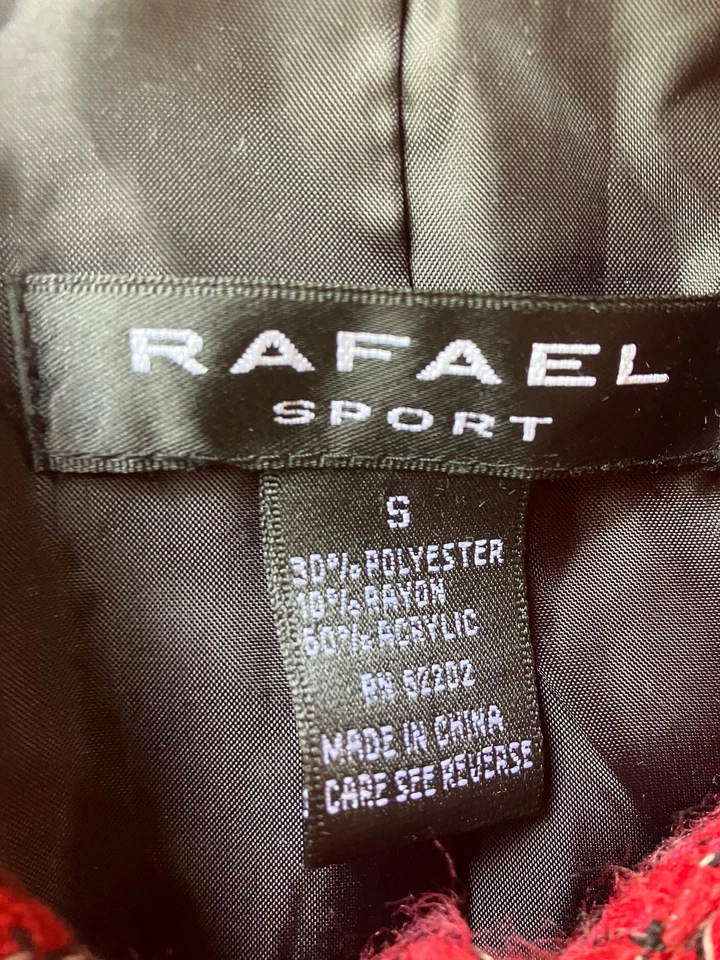 RAFAEL
SPORT
S
30% POLYESTER
10% RAYON
60% ACRYLIC
RN 52202
MADE IN CHINA
CARE SEE REVERSE